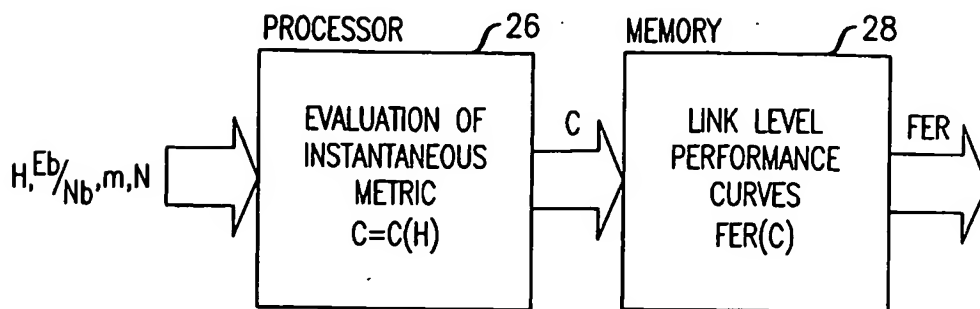 PROCESSOR 26
EVALUATION OF
INSTANTANEOUS
METRIC
C=C(H)
MEMORY 28
LINK LEVEL
PERFORMANCE
CURVES
FER(C)
H,Eb/Nb,m,N
C
FER